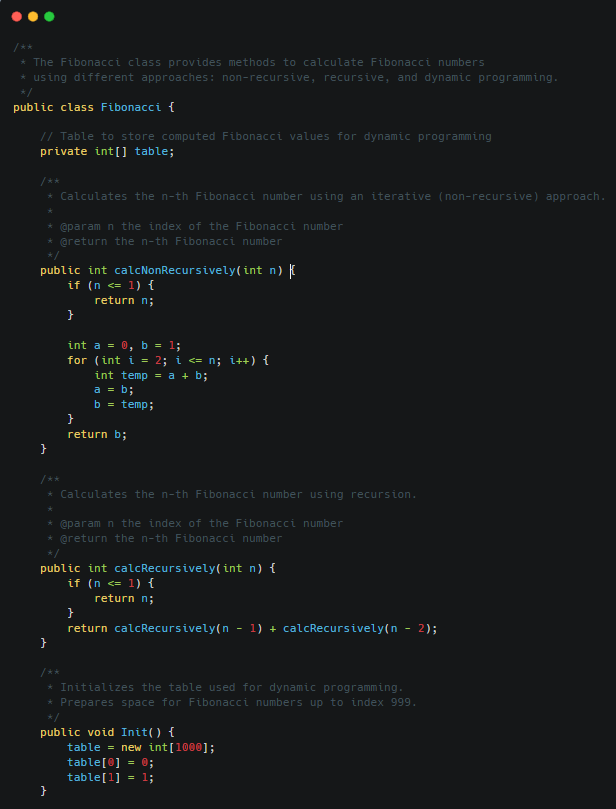 /**
 * The Fibonacci class provides methods to calculate Fibonacci numbers
 * using different approaches: non-recursive, recursive, and dynamic programming.
 */
public class Fibonacci {

    // Table to store computed Fibonacci values for dynamic programming
    private int[] table;

    /**
     * Calculates the n-th Fibonacci number using an iterative (non-recursive) approach.
     *
     * @param n the index of the Fibonacci number
     * @return the n-th Fibonacci number
     */
    public int calcNonRecursively(int n) {
        if (n <= 1) {
            return n;
        }

        int a = 0, b = 1;
        for (int i = 2; i <= n; i++) {
            int temp = a + b;
            a = b;
            b = temp;
        }
        return b;
    }

    /**
     * Calculates the n-th Fibonacci number using recursion.
     *
     * @param n the index of the Fibonacci number
     * @return the n-th Fibonacci number
     */
    public int calcRecursively(int n) {
        if (n <= 1) {
            return n;
        }
        return calcRecursively(n - 1) + calcRecursively(n - 2);
    }

    /**
     * Initializes the table used for dynamic programming.
     * Prepares space for Fibonacci numbers up to index 999.
     */
    public void Init() {
        table = new int[1000];
        table[0] = 0;
        table[1] = 1;
    }